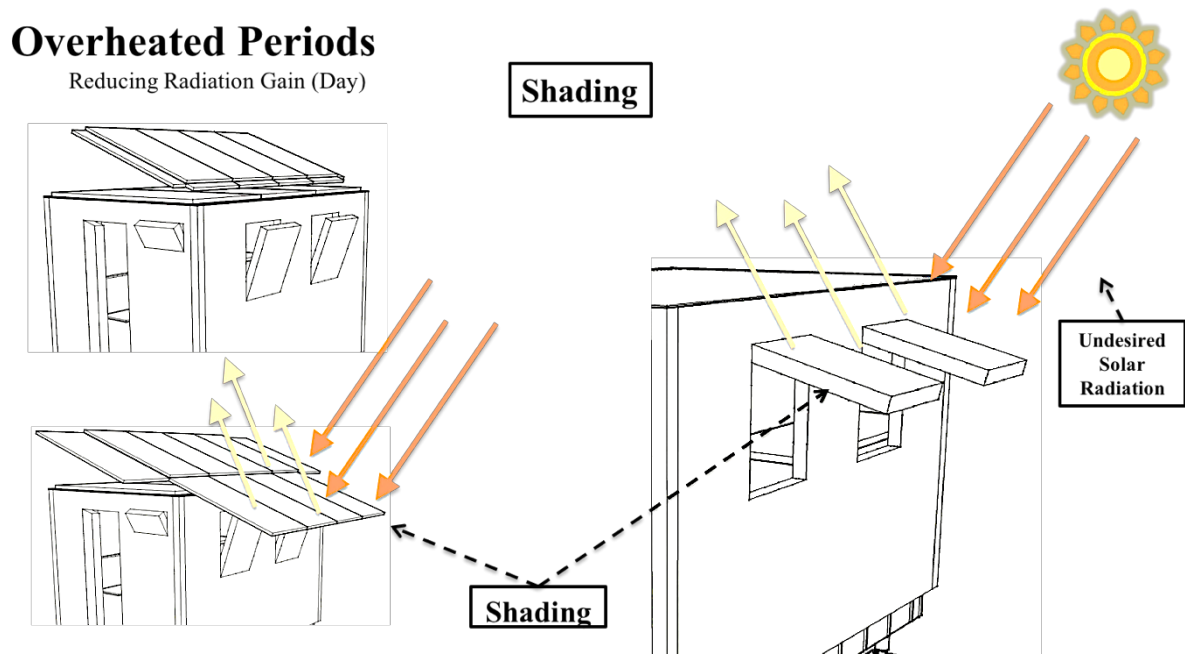 Overheated Periods
Reducing Radiation Gain (Day)
Shading
Undesired
Solar
Radiation
Shading